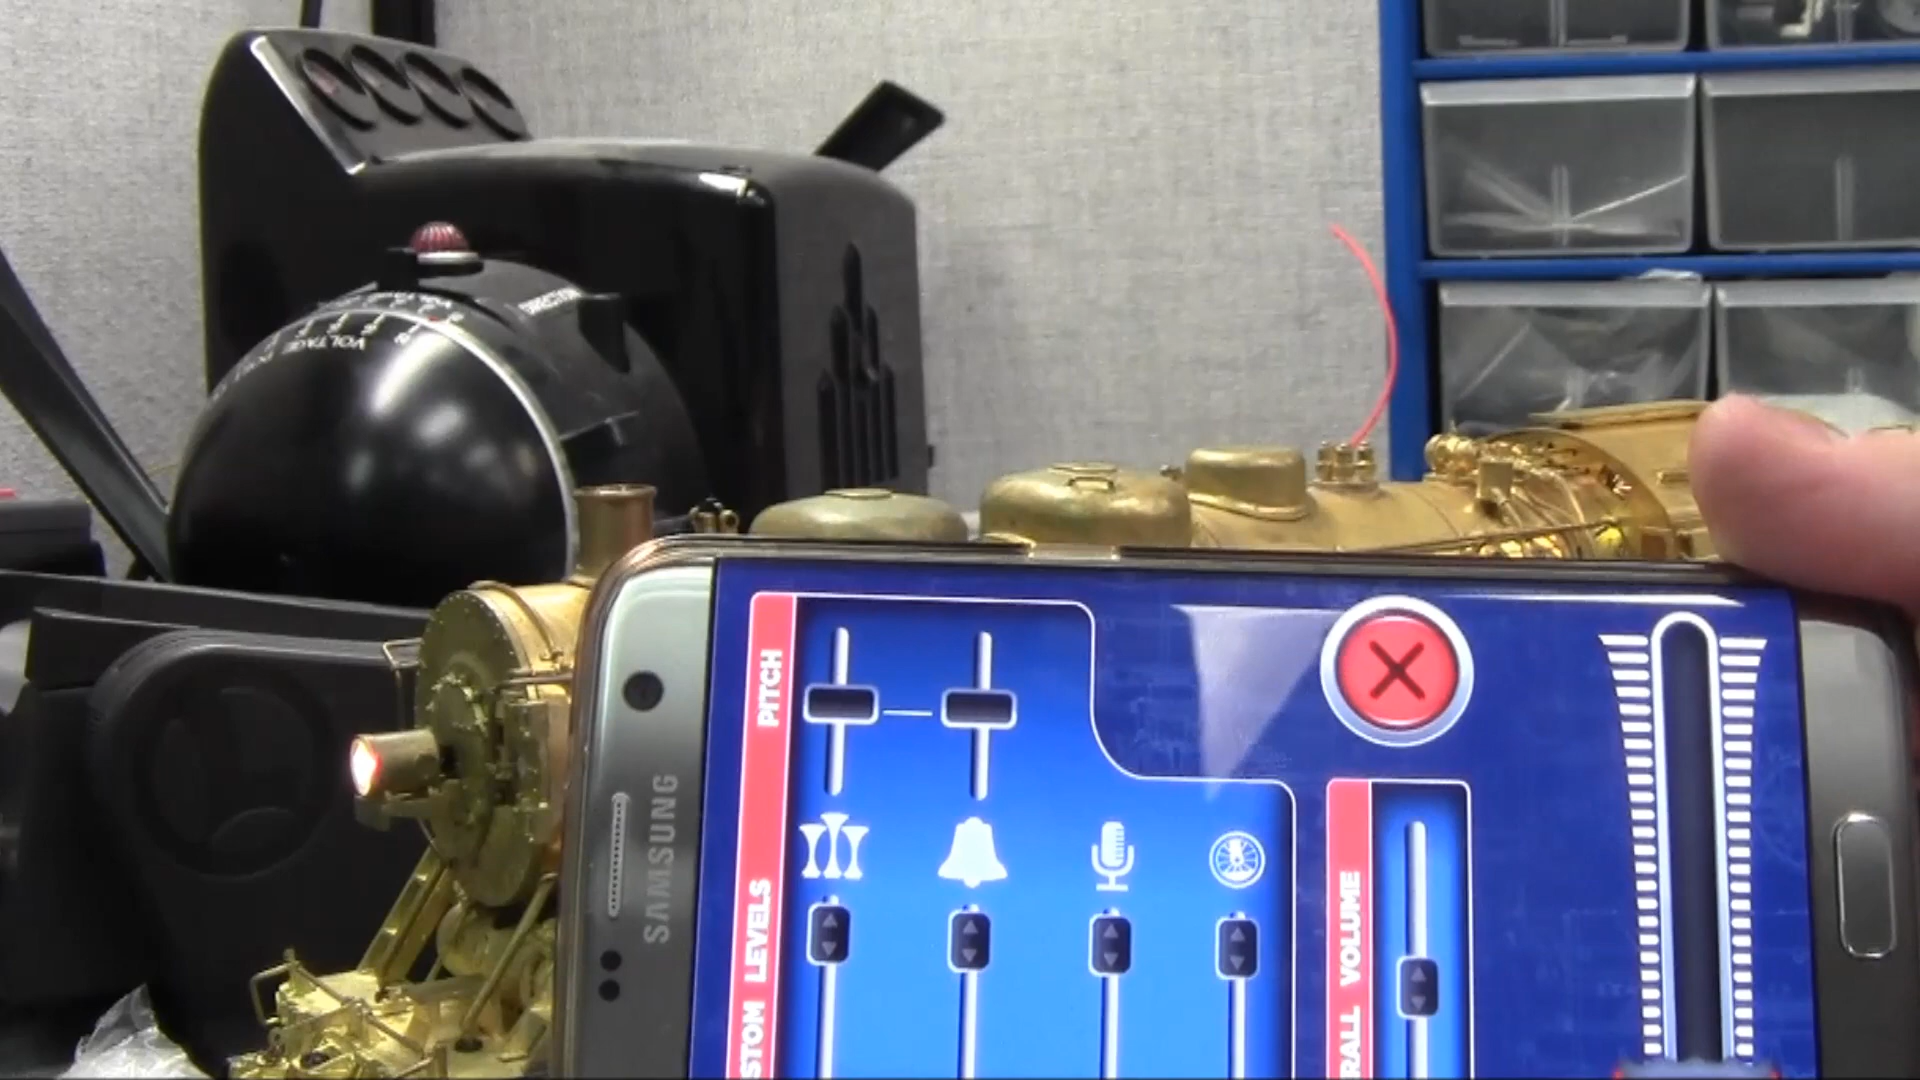 VOLTAGE
DIRECTION
SAMSUNG
PITCH
STOM LEVELS
RALL VOLUME